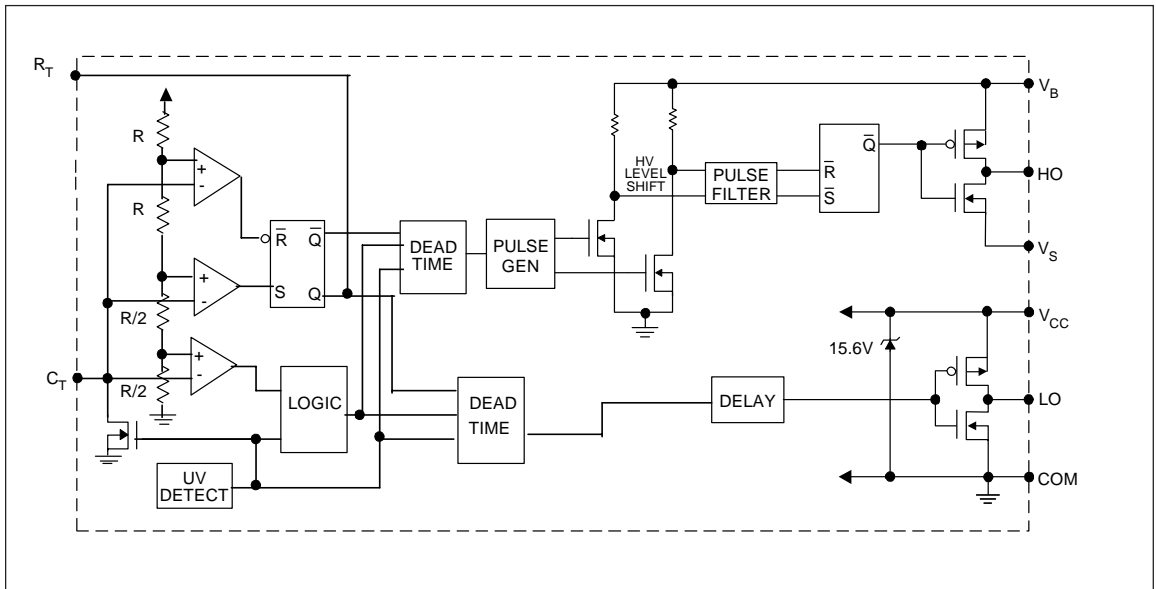 R_T
V_B
R
+
-
HV
LEVEL
SHIFT
PULSE
FILTER
R̅
S̅
Q̅
HO
R
R̅
Q̅
S
Q
DEAD
TIME
PULSE
GEN
V_S
+
-
R/2
V_CC
15.6V
+
-
C_T
R/2
LOGIC
DEAD
TIME
DELAY
LO
UV
DETECT
COM